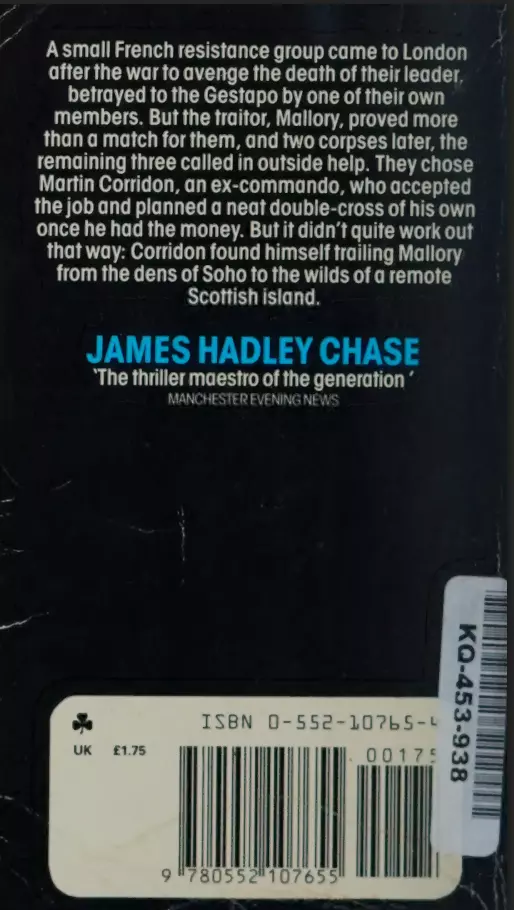 A small French resistance group came to London
after the war to avenge the death of their leader,
betrayed to the Gestapo by one of their own
members. But the traitor, Mallory, proved more
than a match for them, and two corpses later, the
remaining three called in outside help. They chose
Martin Corridon, an ex-commando, who accepted
the job and planned a neat double-cross of his own
once he had the money. But it didn't quite work out
that way: Corridon found himself trailing Mallory
from the dens of Soho to the wilds of a remote
Scottish island.
JAMES HADLEY CHASE
'The thriller maestro of the generation'
MANCHESTER EVENING NEWS
KQ-453-938
ISBN 0-552-10765-4
UK £1.75
00175
9 780552 107655